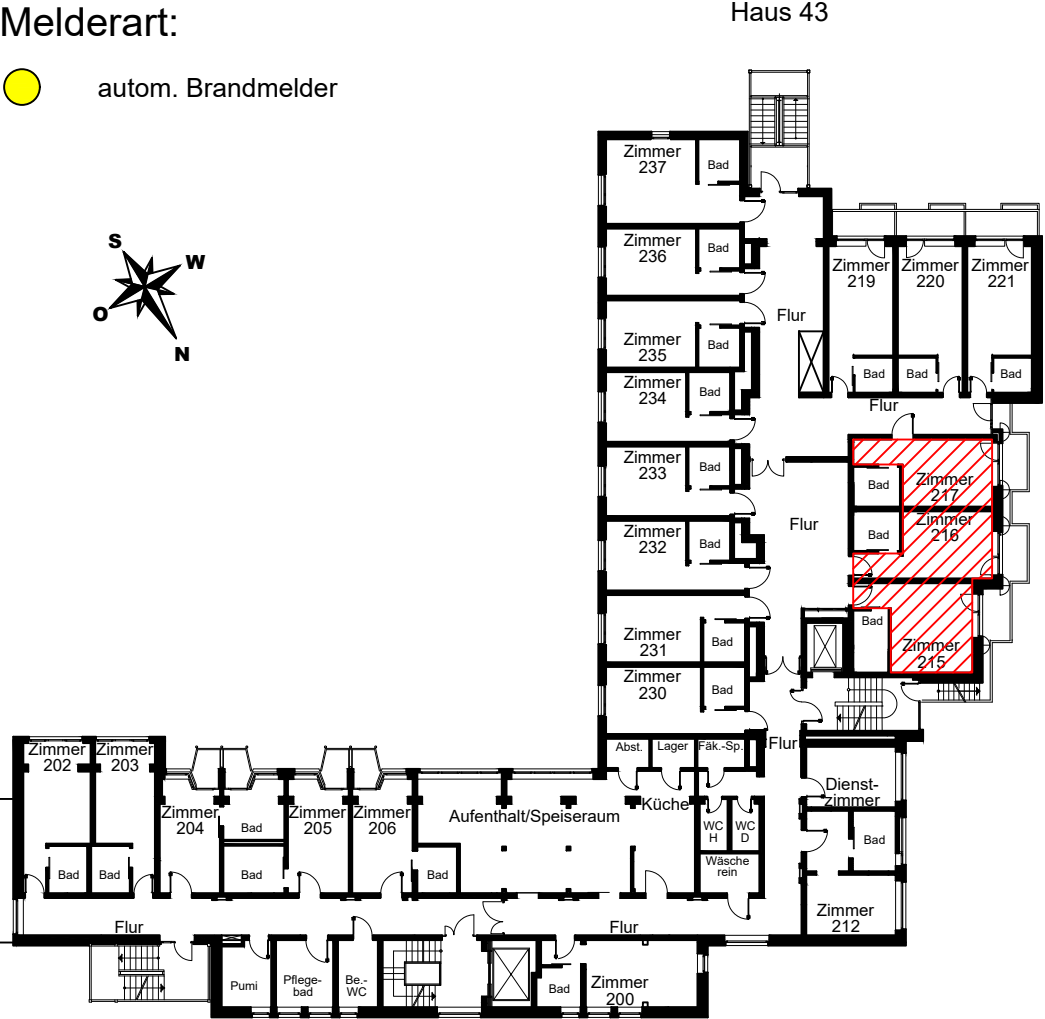 Haus 43
Melderart:
autom. Brandmelder
S
W
O
N
Zimmer
237
Bad
Zimmer
236
Bad
Zimmer
235
Bad
Zimmer
234
Bad
Zimmer
233
Bad
Zimmer
232
Bad
Zimmer
231
Bad
Zimmer
230
Bad
Flur
Zimmer
219
Bad
Zimmer
220
Bad
Zimmer
221
Bad
Flur
Flur
Zimmer
217
Bad
Zimmer
216
Bad
Bad
Zimmer
215
Abst.
Lager
Fäk.-Sp.
Flur
Zimmer
202
Bad
Zimmer
203
Bad
Zimmer
204
Bad
Bad
Zimmer
205
Zimmer
206
Bad
Aufenthalt/Speiseraum
Küche
WC
H
WC
D
Wäsche
rein
Dienst-
zimmer
Bad
Zimmer
212
Flur
Flur
Pumi
Pflege-
bad
Be.-
WC
Bad
Zimmer
200